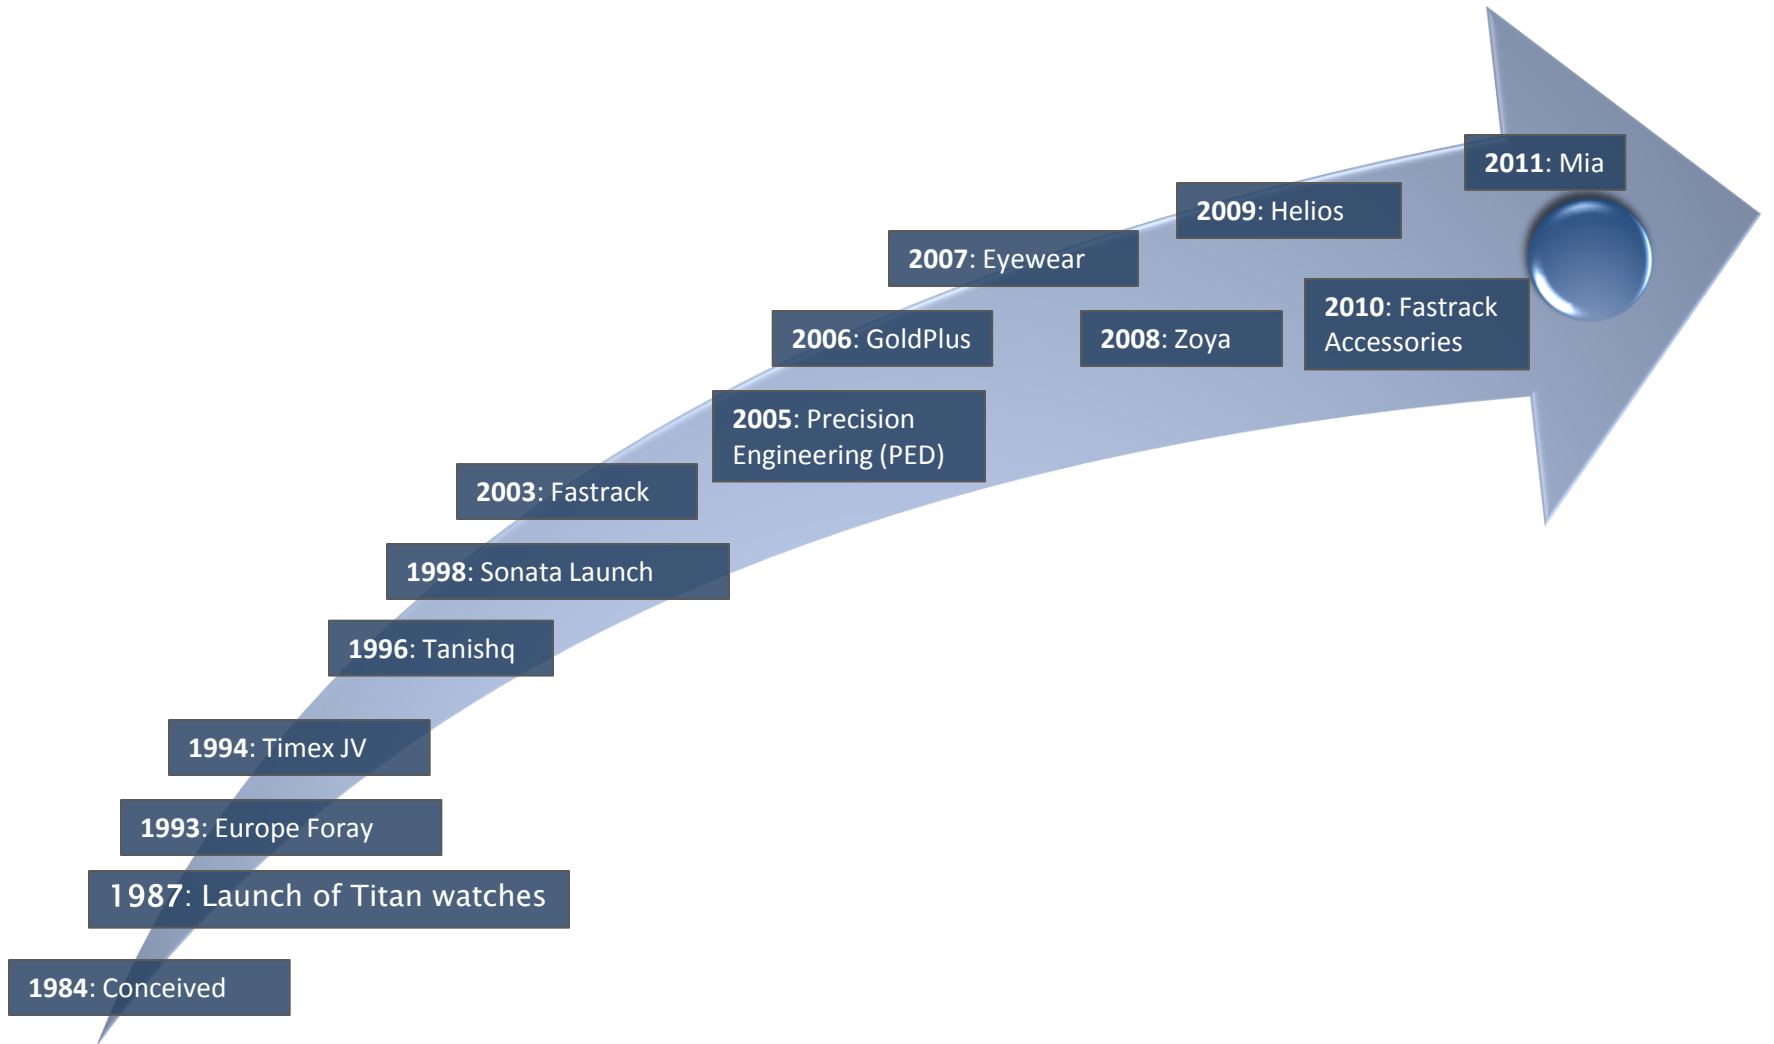 2011: Mia
2009: Helios
2007: Eyewear
2010: Fastrack
Accessories
2006: GoldPlus
2008: Zoya
2005: Precision
Engineering (PED)
2003: Fastrack
1998: Sonata Launch
1996: Tanishq
1994: Timex JV
1993: Europe Foray
1987: Launch of Titan watches
1984: Conceived